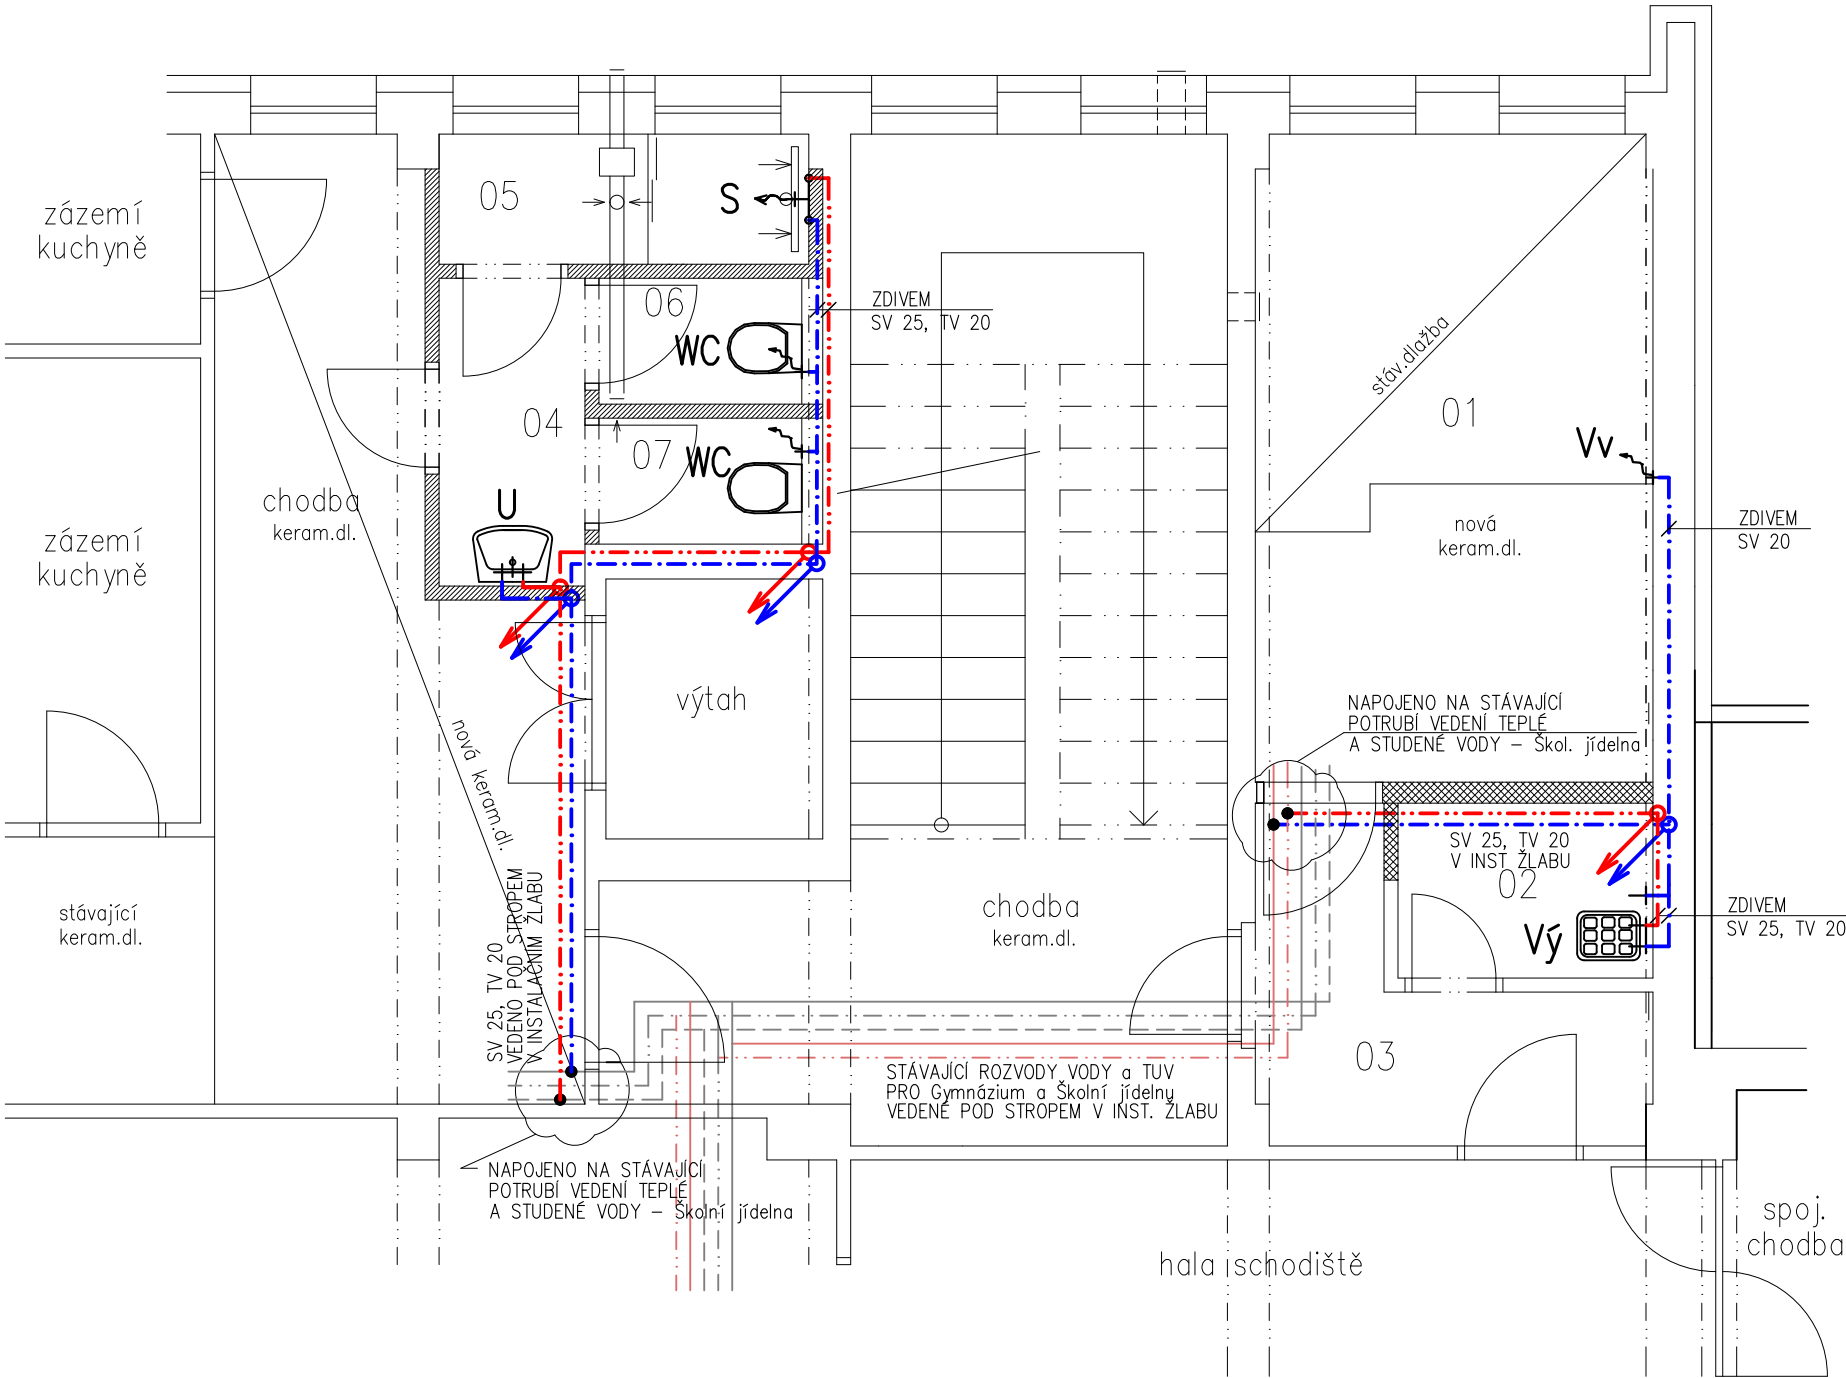 zázemí
kuchyně
05
S
06
WC
ZDIVEM
SV 25, TV 20
stáv.dlažba
01
04
07
WC
Vv
chodba
keram.dl.
U
nová
keram.dl.
ZDIVEM
SV 20
zázemí
kuchyně
výtah
nová keram.dl.
NAPOJENO NA STÁVAJÍCÍ
POTRUBÍ VEDENÍ TEPLÉ
A STUDENÉ VODY – Škol. jídelna
SV 25, TV 20
V INST ŽLABU
02
stávající
keram.dl.
SV 25, TV 20
VEDENO POD STROPEM
V INSTALAČNÍM ŽLABU
chodba
keram.dl.
Vý
ZDIVEM
SV 25, TV 20
03
STÁVAJÍCÍ ROZVODY VODY a TUV
PRO Gymnázium a Školní jídelnu
VEDENÉ POD STROPEM V INST. ŽLABU
NAPOJENO NA STÁVAJÍCÍ
POTRUBÍ VEDENÍ TEPLÉ
A STUDENÉ VODY – Školní jídelna
hala schodiště
spoj.
chodba